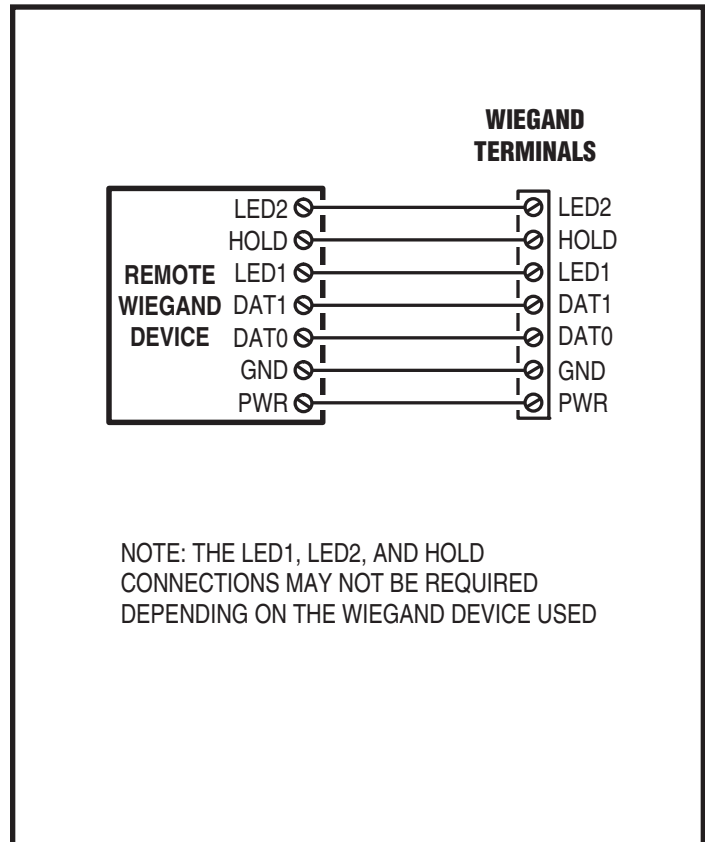 WIEGAND
TERMINALS
LED2
HOLD
LED1
DAT1
DAT0
GND
PWR
REMOTE
WIEGAND
DEVICE
LED2
HOLD
LED1
DAT1
DAT0
GND
PWR
NOTE: THE LED1, LED2, AND HOLD
CONNECTIONS MAY NOT BE REQUIRED
DEPENDING ON THE WIEGAND DEVICE USED